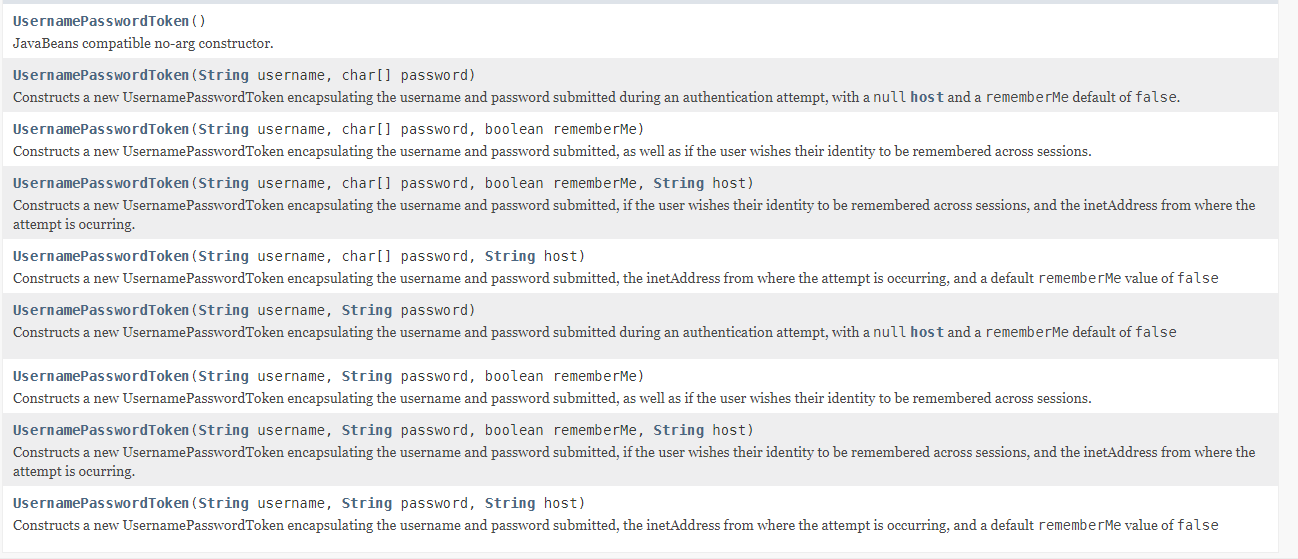 UsernamePasswordToken()
JavaBeans compatible no-arg constructor.
UsernamePasswordToken(String username, char[] password)
Constructs a new UsernamePasswordToken encapsulating the username and password submitted during an authentication attempt, with a null host and a rememberMe default of false.
UsernamePasswordToken(String username, char[] password, boolean rememberMe)
Constructs a new UsernamePasswordToken encapsulating the username and password submitted, as well as if the user wishes their identity to be remembered across sessions.
UsernamePasswordToken(String username, char[] password, boolean rememberMe, String host)
Constructs a new UsernamePasswordToken encapsulating the username and password submitted, if the user wishes their identity to be remembered across sessions, and the inetAddress from where the
attempt is ocurring.
UsernamePasswordToken(String username, char[] password, String host)
Constructs a new UsernamePasswordToken encapsulating the username and password submitted, the inetAddress from where the attempt is occurring, and a default rememberMe value of false
UsernamePasswordToken(String username, String password)
Constructs a new UsernamePasswordToken encapsulating the username and password submitted during an authentication attempt, with a null host and a rememberMe default of false
UsernamePasswordToken(String username, String password, boolean rememberMe)
Constructs a new UsernamePasswordToken encapsulating the username and password submitted, as well as if the user wishes their identity to be remembered across sessions.
UsernamePasswordToken(String username, String password, boolean rememberMe, String host)
Constructs a new UsernamePasswordToken encapsulating the username and password submitted, if the user wishes their identity to be remembered across sessions, and the inetAddress from where the
attempt is ocurring.
UsernamePasswordToken(String username, String password, String host)
Constructs a new UsernamePasswordToken encapsulating the username and password submitted, the inetAddress from where the attempt is occurring, and a default rememberMe value of false